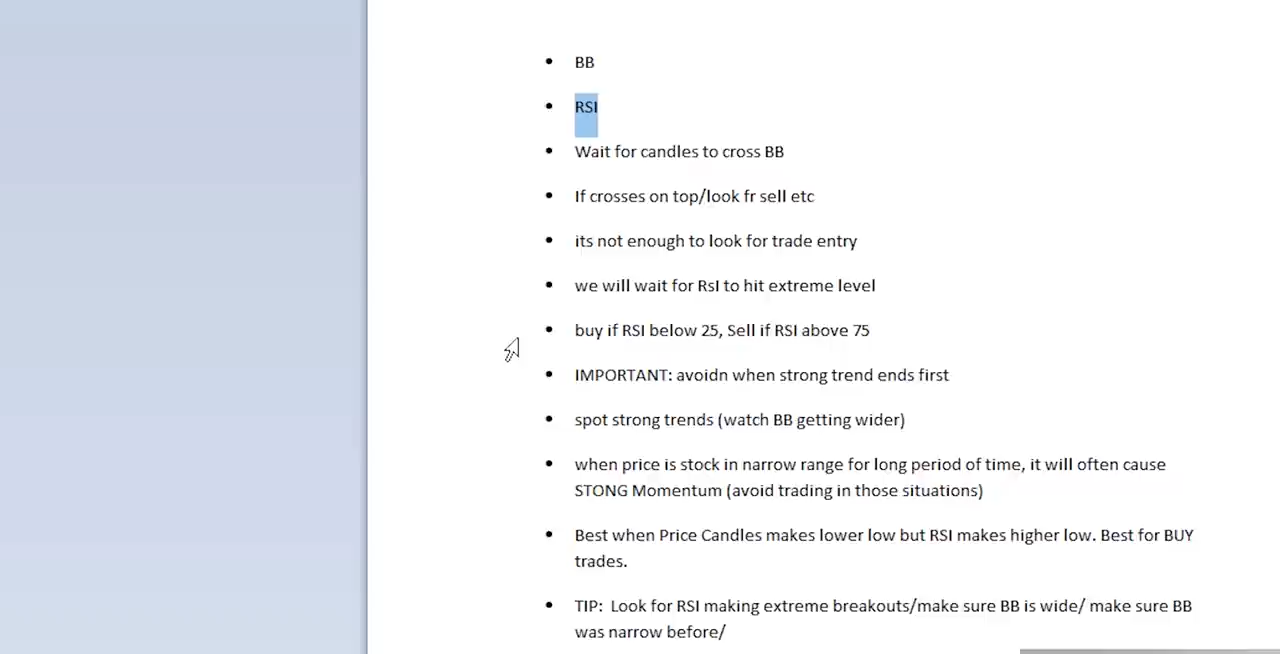 BB
RSI
Wait for candles to cross BB
If crosses on top/look fr sell etc
its not enough to look for trade entry
we will wait for RsI to hit extreme level
buy if RSI below 25, Sell if RSI above 75
IMPORTANT: avoidn when strong trend ends first
spot strong trends (watch BB getting wider)
when price is stock in narrow range for long period of time, it will often cause
STONG Momentum (avoid trading in those situations)
Best when Price Candles makes lower low but RSI makes higher low. Best for BUY
trades.
TIP:  Look for RSI making extreme breakouts/make sure BB is wide/ make sure BB
was narrow before/